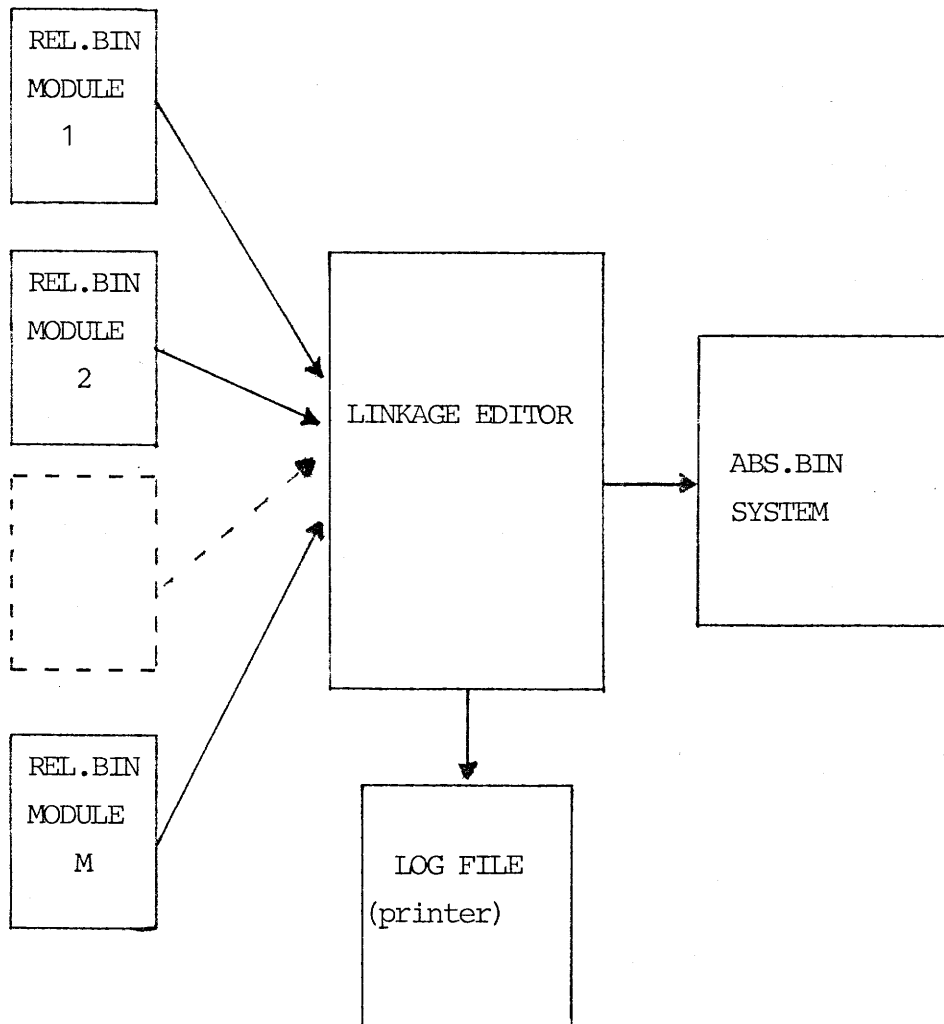 REL.BIN
MODULE
1
REL.BIN
MODULE
2
REL.BIN
MODULE
M
LINKAGE EDITOR
ABS.BIN
SYSTEM
LOG FILE
(printer)